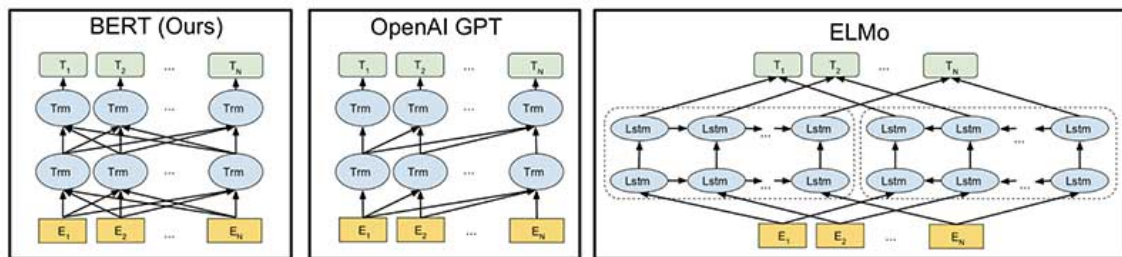 BERT (Ours)
T1 T2 ... TN
Trm Trm ... Trm
Trm Trm ... Trm
E1 E2 ... EN
OpenAI GPT
T1 T2 ... TN
Trm Trm ... Trm
Trm Trm ... Trm
E1 E2 ... EN
ELMo
T1 T2 ... TN
Lstm Lstm ... Lstm Lstm Lstm ... Lstm
Lstm Lstm ... Lstm Lstm Lstm ... Lstm
E1 E2 ... EN